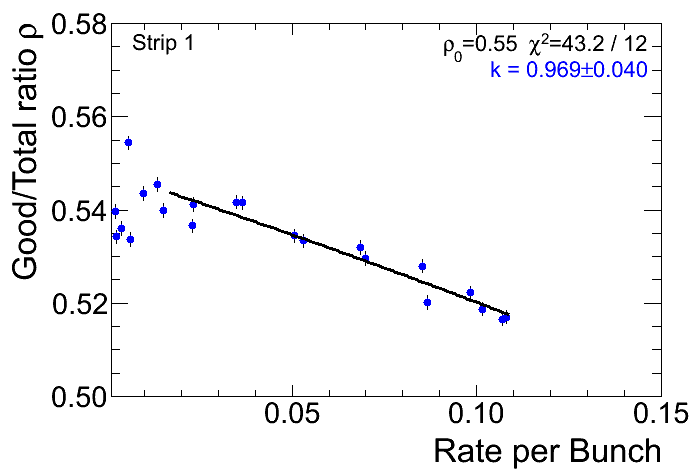 Strip 1
ρ0=0.55 χ2=43.2 / 12
k = 0.969±0.040
Good/Total ratio ρ
0.58
0.56
0.54
0.52
0.50
0.05 0.10 0.15
Rate per Bunch